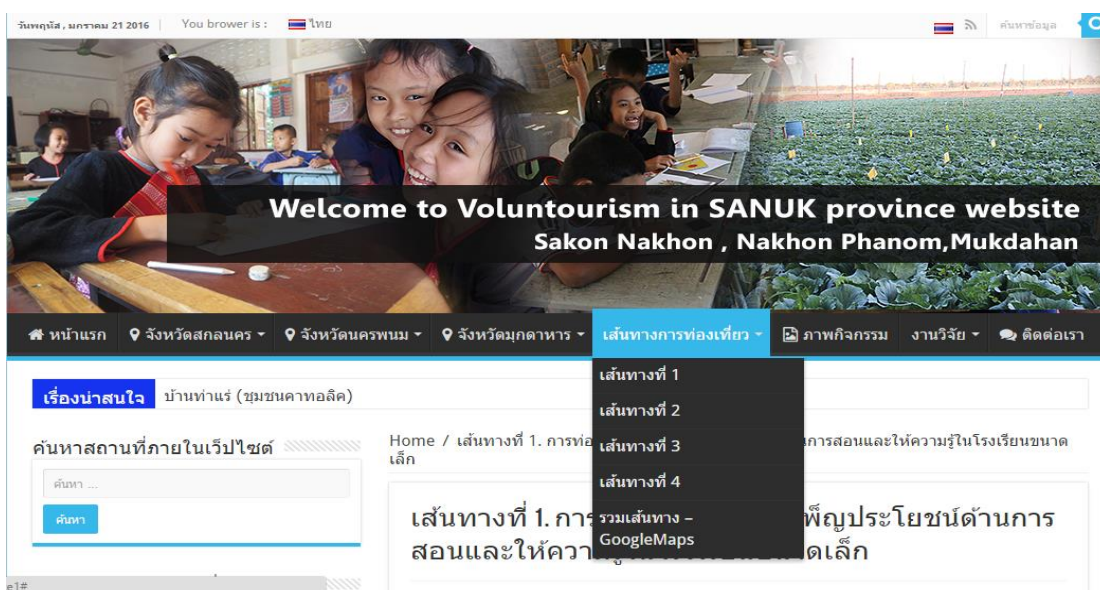 วันพฤหัส , มกราคม 21 2016
You brower is : ไทย
ค้นหาข้อมูล
Welcome to Voluntourism in SANUK province website
Sakon Nakhon , Nakhon Phanom,Mukdahan
หน้าแรก จังหวัดสกลนคร จังหวัดนครพนม จังหวัดมุกดาหาร เส้นทางการท่องเที่ยว ภาพกิจกรรม งานวิจัย ติดต่อเรา
เส้นทางที่ 1
เส้นทางที่ 2
เส้นทางที่ 3
เส้นทางที่ 4
รวมเส้นทาง –
GoogleMaps
เรื่องน่าสนใจ บ้านท่าแร่ (ชุมชนคาทอลิค)
ค้นหาสถานที่ภายในเว็ปไซต์
ค้นหา ...
ค้นหา
Home / เส้นทางที่ 1. การท่อ การสอนและให้ความรู้ในโรงเรียนขนาด
เล็ก
เส้นทางที่ 1. การ พ็ญประโยชน์ด้านการ
สอนและให้ควา ดเล็ก
e1#